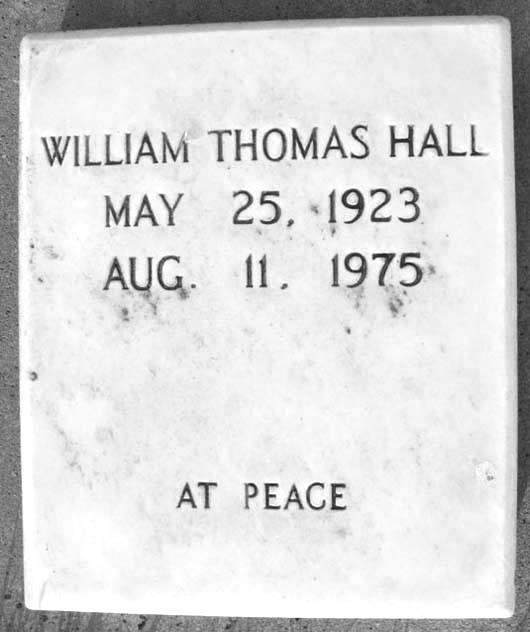 WILLIAM THOMAS HALL
MAY 25, 1923
AUG. 11, 1975
AT PEACE